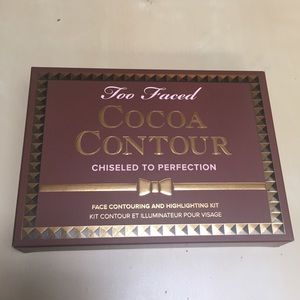 Too Faced
COCOA
CONTOUR
CHISELED TO PERFECTION
FACE CONTOURING AND HIGHLIGHTING KIT
KIT CONTOUR ET ILLUMINATEUR POUR VISAGE